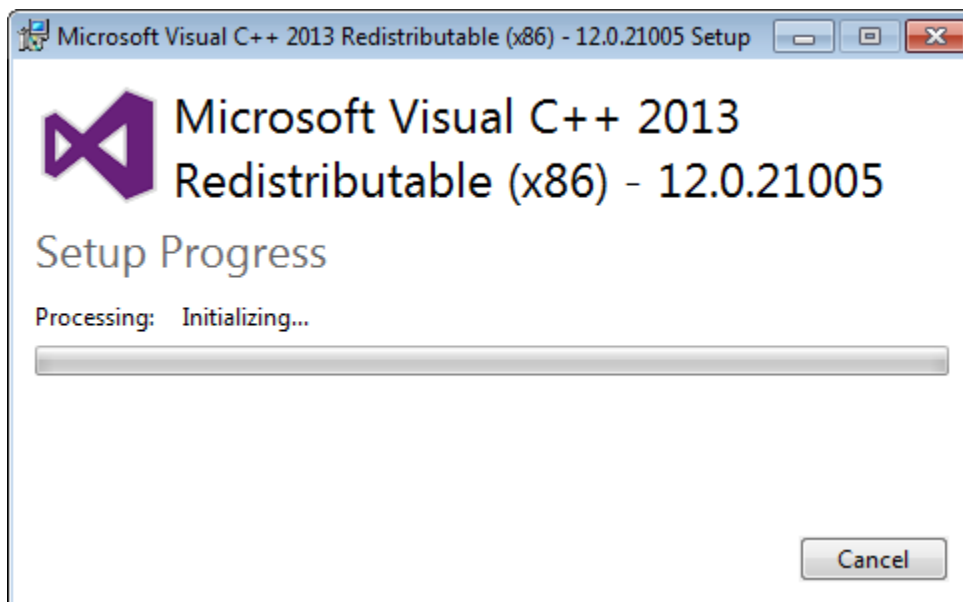 Microsoft Visual C++ 2013 Redistributable (x86) - 12.0.21005 Setup
Microsoft Visual C++ 2013
Redistributable (x86) - 12.0.21005
Setup Progress
Processing: Initializing...
Cancel